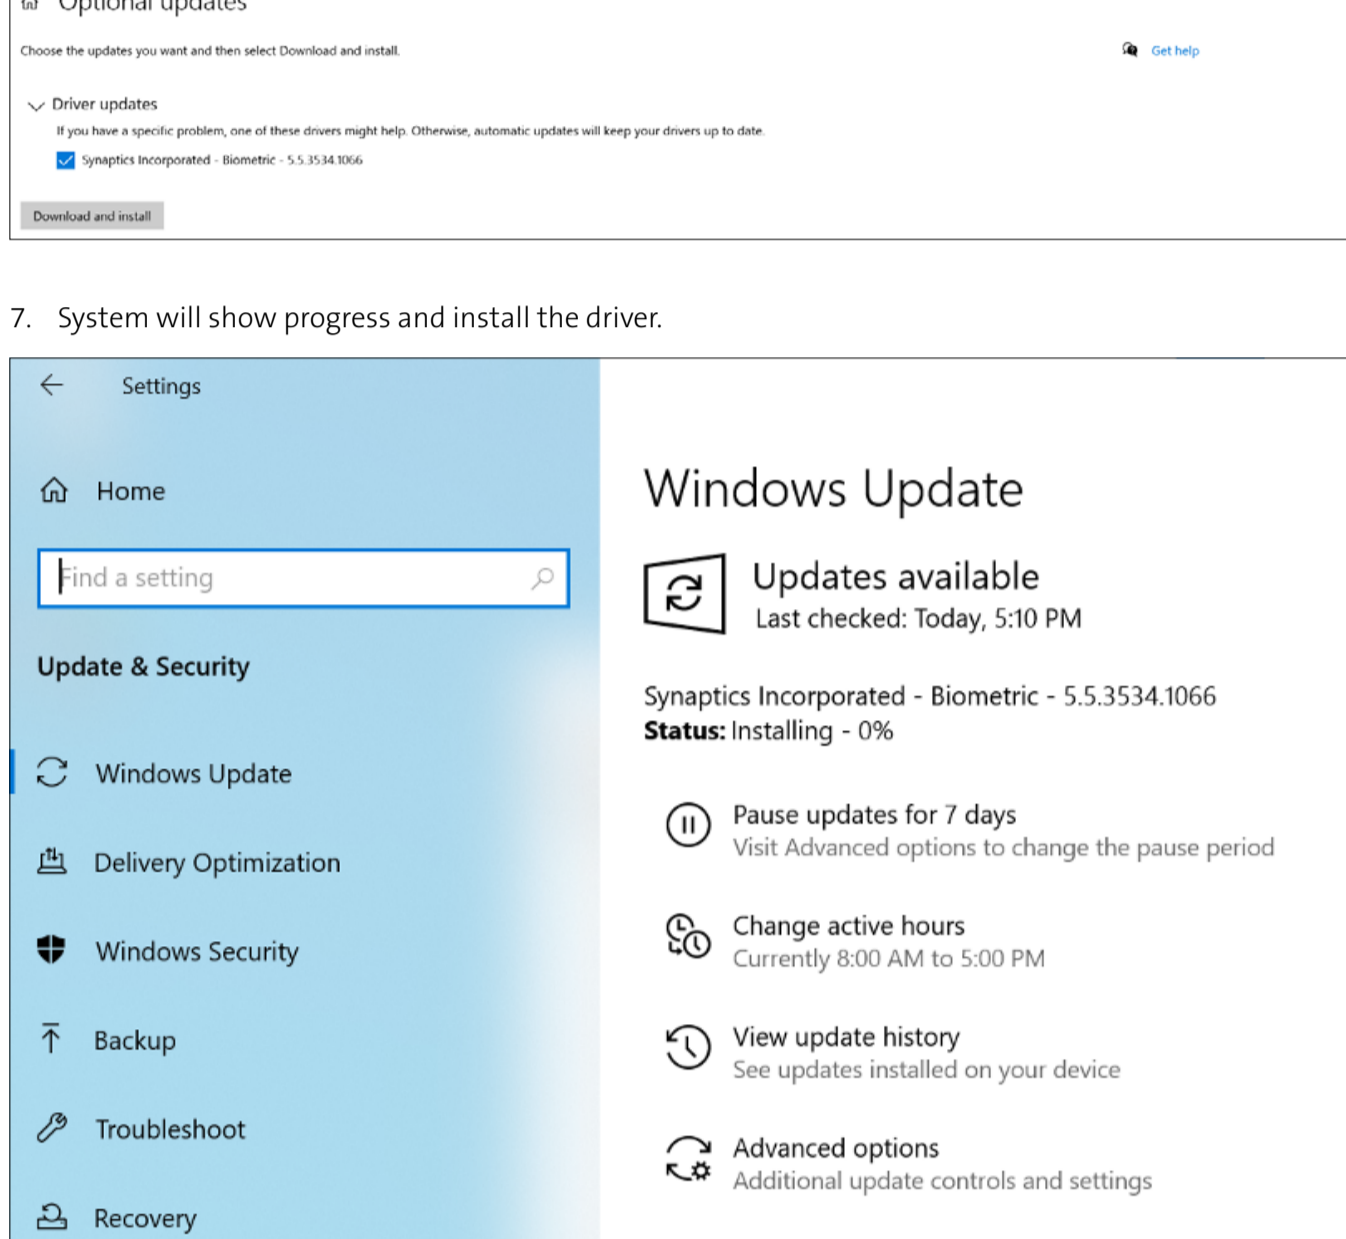 Optional updates
Choose the updates you want and then select Download and install.
Get help
Driver updates
If you have a specific problem, one of these drivers might help. Otherwise, automatic updates will keep your drivers up to date.
Synaptics Incorporated - Biometric - 5.5.3534.1066
Download and install
7. System will show progress and install the driver.
Settings
Home
Find a setting
Update & Security
Windows Update
Delivery Optimization
Windows Security
Backup
Troubleshoot
Recovery
Windows Update
Updates available
Last checked: Today, 5:10 PM
Synaptics Incorporated - Biometric - 5.5.3534.1066
Status: Installing - 0%
Pause updates for 7 days
Visit Advanced options to change the pause period
Change active hours
Currently 8:00 AM to 5:00 PM
View update history
See updates installed on your device
Advanced options
Additional update controls and settings